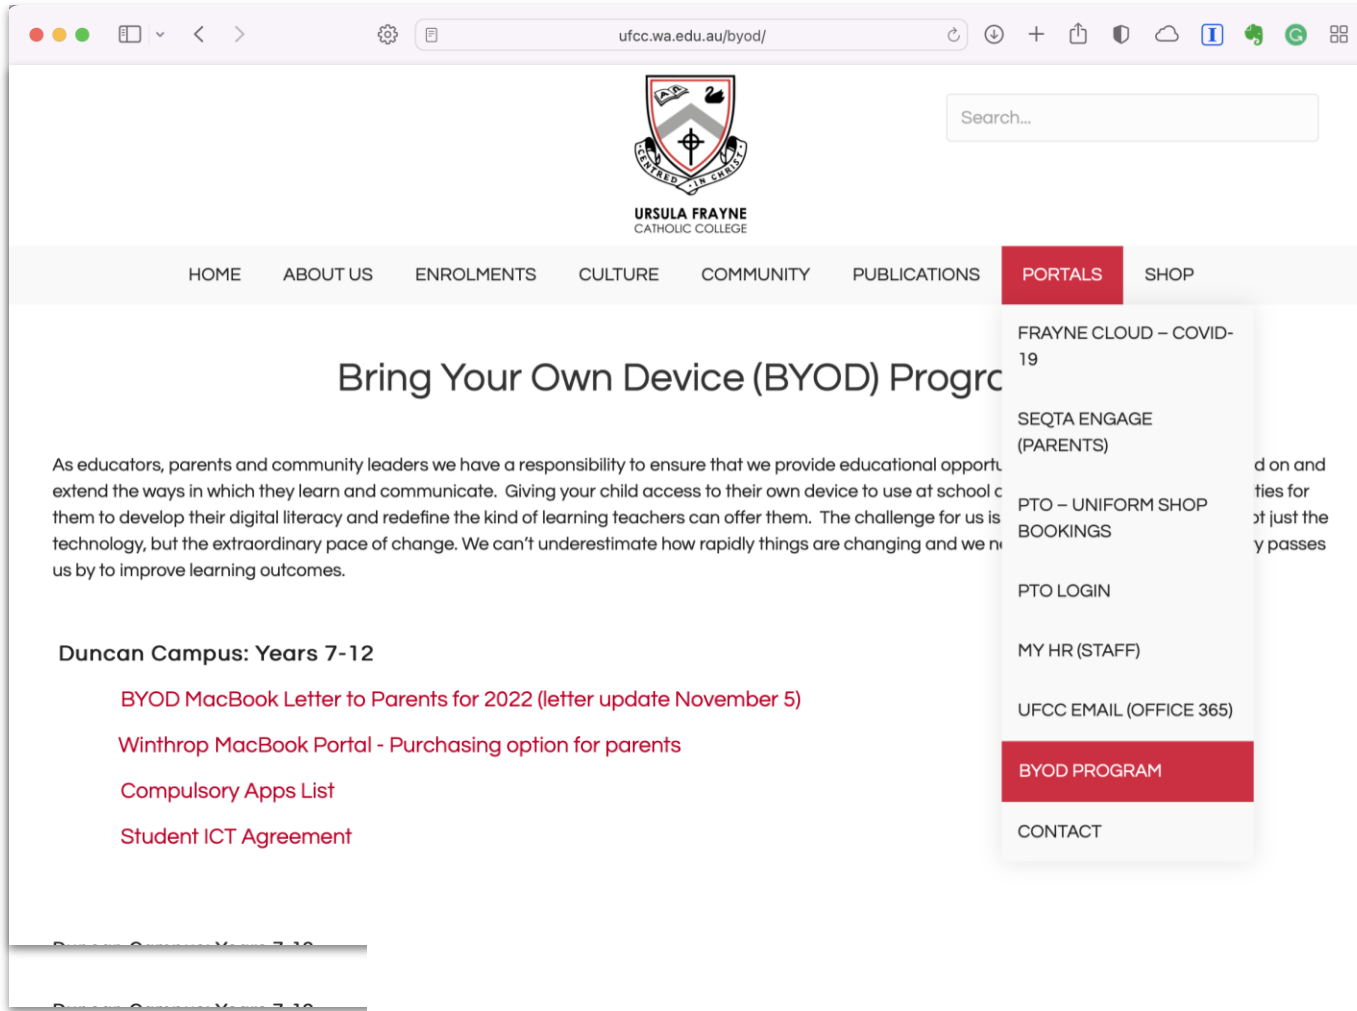 ufcc.wa.edu.au/byod/
CENTRED IN CHRIST
URSULA FRAYNE
CATHOLIC COLLEGE
Search...
HOME ABOUT US ENROLMENTS CULTURE COMMUNITY PUBLICATIONS PORTALS SHOP
FRAYNE CLOUD – COVID-
19
SEQTA ENGAGE
(PARENTS)
PTO – UNIFORM SHOP
BOOKINGS
PTO LOGIN
MY HR (STAFF)
UFCC EMAIL (OFFICE 365)
BYOD PROGRAM
CONTACT
Bring Your Own Device (BYOD)
As educators, parents and community leaders we have a responsibility to ensure that we provide educational d on and
extend the ways in which they learn and communicate.  Giving your child access to their own device to use at school ties for
them to develop their digital literacy and redefine the kind of learning teachers can offer them.  The challenge for us is just the
technology, but the extraordinary pace of change. We can't underestimate how rapidly things are changing and we passes
us by to improve learning outcomes.
Duncan Campus: Years 7-12
BYOD MacBook Letter to Parents for 2022 (letter update November 5)
Winthrop MacBook Portal - Purchasing option for parents
Compulsory Apps List
Student ICT Agreement